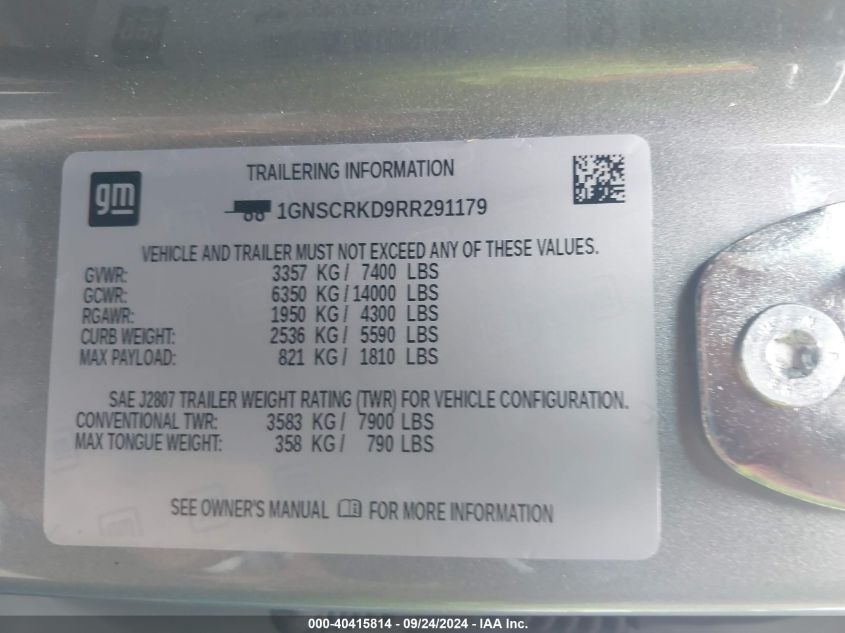 TRAILERING INFORMATION
gm
1GNSCRKD9RR291179
VEHICLE AND TRAILER MUST NOT EXCEED ANY OF THESE VALUES.
GVWR: 3357 KG / 7400 LBS
GCWR: 6350 KG / 14000 LBS
RGAWR: 1950 KG / 4300 LBS
CURB WEIGHT: 2536 KG / 5590 LBS
MAX PAYLOAD: 821 KG / 1810 LBS
SAE J2807 TRAILER WEIGHT RATING (TWR) FOR VEHICLE CONFIGURATION.
CONVENTIONAL TWR: 3583 KG / 7900 LBS
MAX TONGUE WEIGHT: 358 KG / 790 LBS
SEE OWNER'S MANUAL FOR MORE INFORMATION
000-40415814 - 09/24/2024 - IAA Inc.